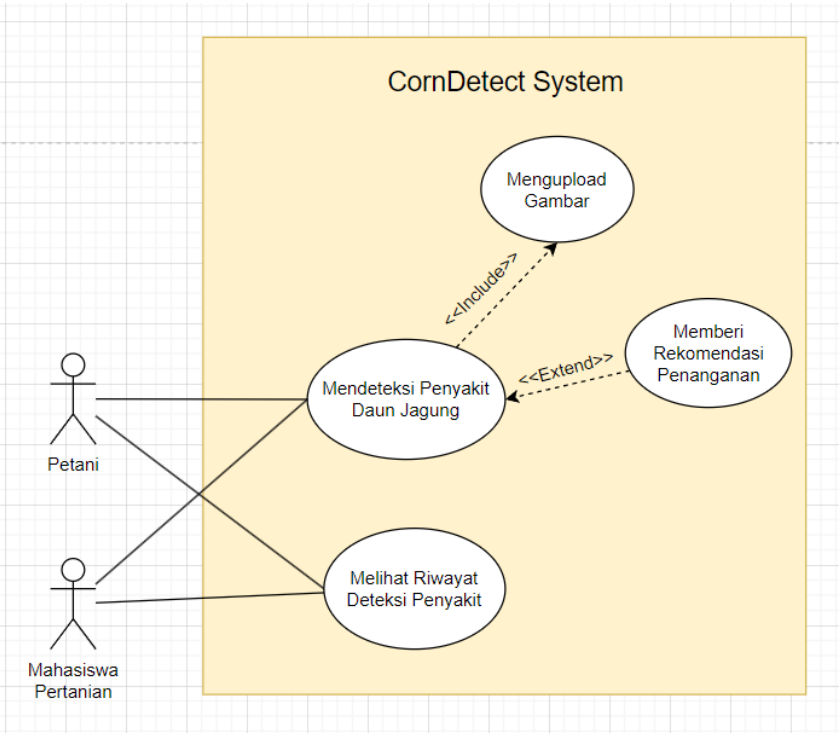 CornDetect System
Mengupload
Gambar
<<Include>>
Memberi
Rekomendasi
Penanganan
<<Extend>>
Mendeteksi Penyakit
Daun Jagung
Petani
Melihat Riwayat
Deteksi Penyakit
Mahasiswa
Pertanian